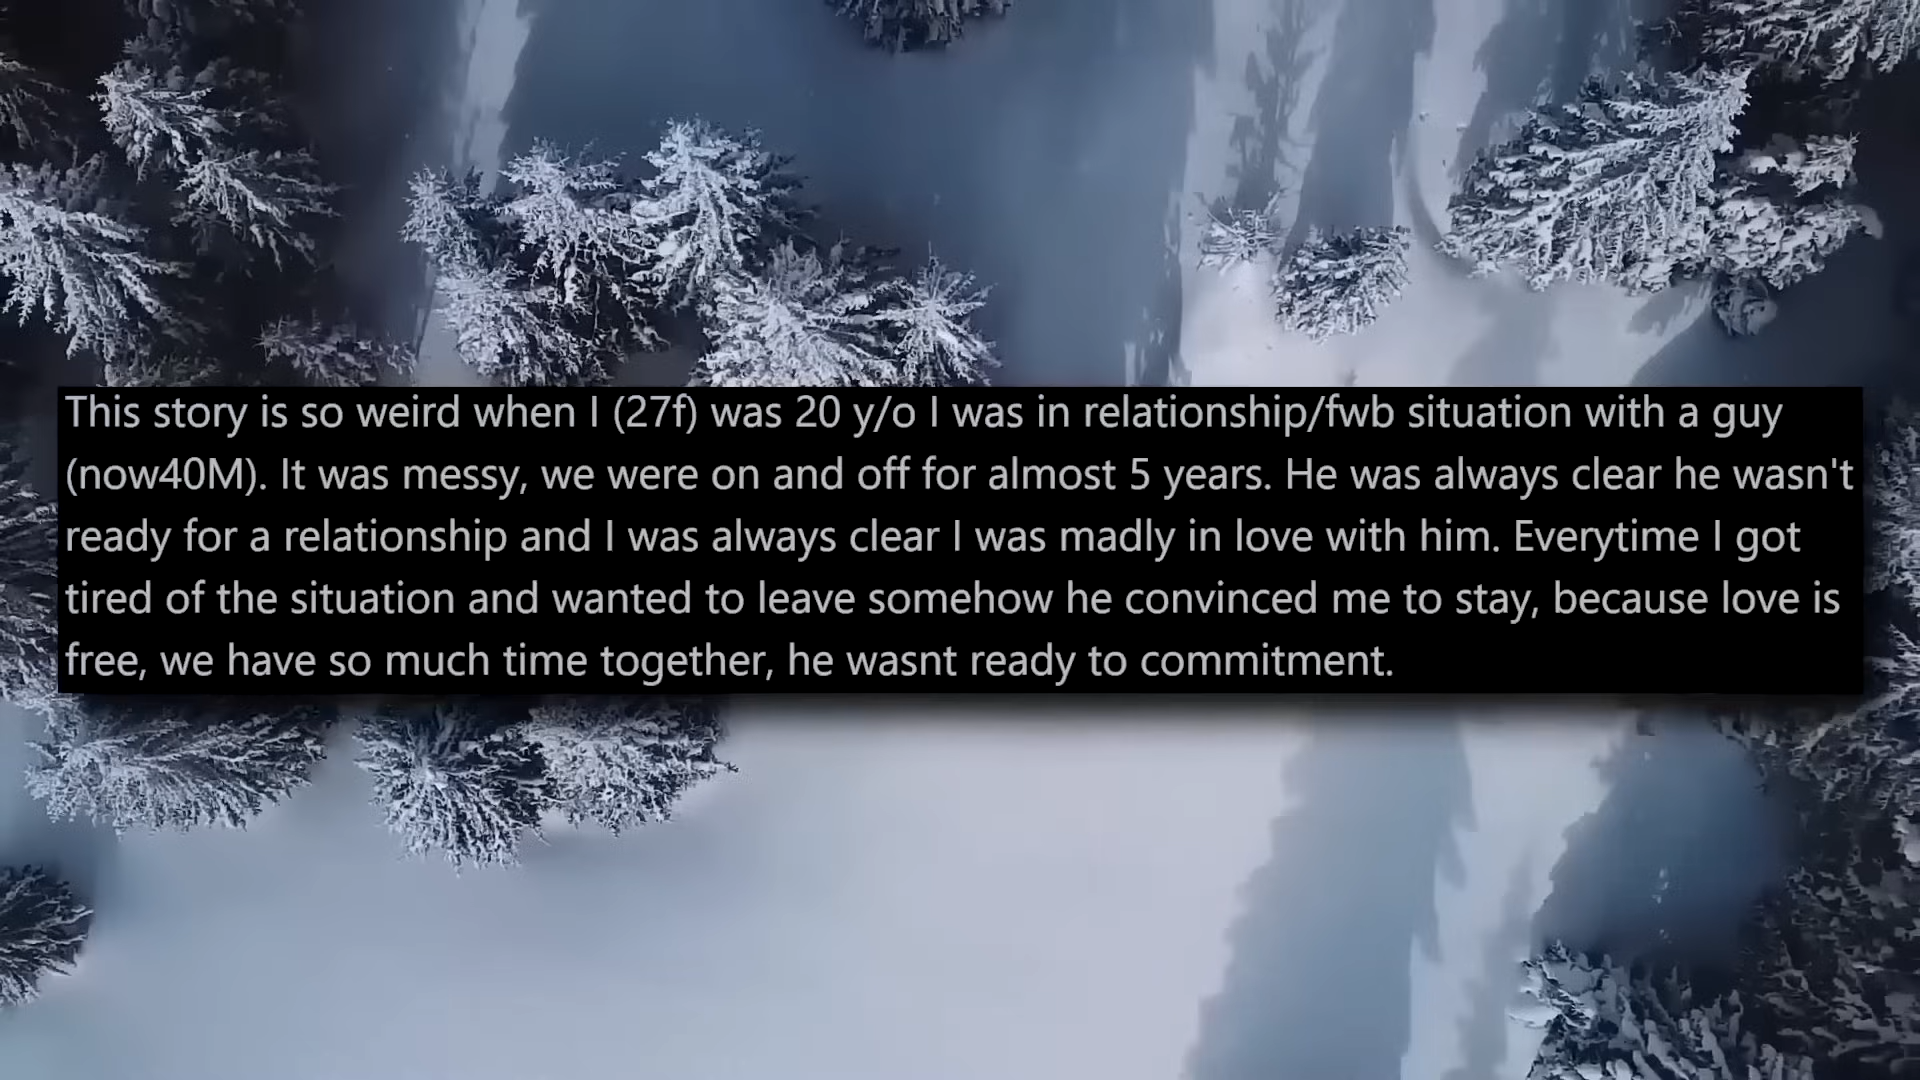 This story is so weird when I (27f) was 20 y/o I was in relationship/fwb situation with a guy
(now40M). It was messy, we were on and off for almost 5 years. He was always clear he wasn't
ready for a relationship and I was always clear I was madly in love with him. Everytime I got
tired of the situation and wanted to leave somehow he convinced me to stay, because love is
free, we have so much time together, he wasnt ready to commitment.